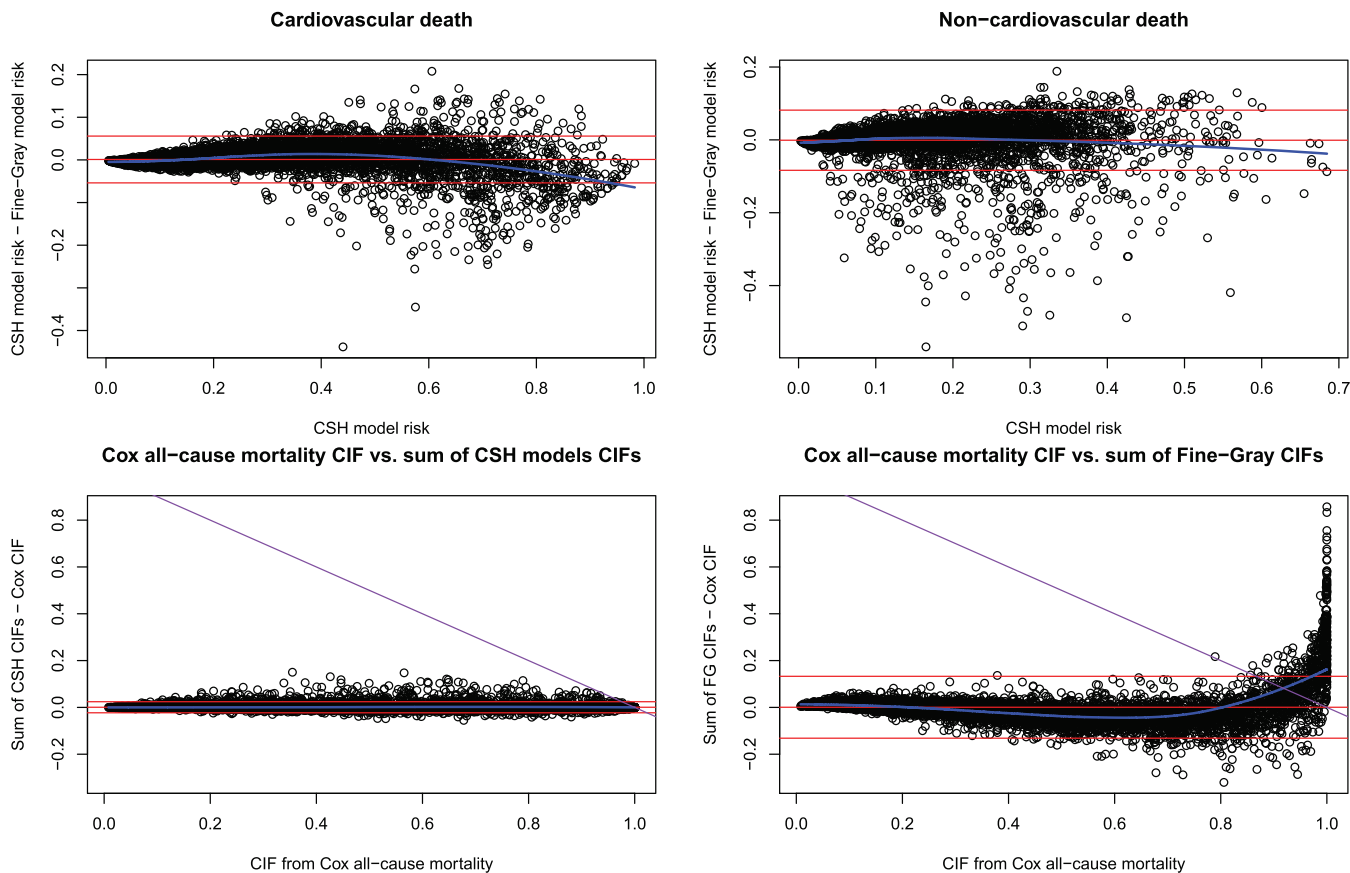 Cardiovascular death
CSH model risk − Fine−Gray model risk
0.2
0.1
0.0
−0.2
−0.4
0.0 0.2 0.4 0.6 0.8 1.0
CSH model risk
Non−cardiovascular death
CSH model risk − Fine−Gray model risk
0.2
0.0
−0.2
−0.4
0.0 0.1 0.2 0.3 0.4 0.5 0.6 0.7
CSH model risk
Cox all−cause mortality CIF vs. sum of CSH models CIFs
Sum of CSH CIFs − Cox CIF
0.8
0.6
0.4
0.2
0.0
−0.2
0.0 0.2 0.4 0.6 0.8 1.0
CIF from Cox all−cause mortality
Cox all−cause mortality CIF vs. sum of Fine−Gray CIFs
Sum of FG CIFs − Cox CIF
0.8
0.6
0.4
0.2
0.0
−0.2
0.0 0.2 0.4 0.6 0.8 1.0
CIF from Cox all−cause mortality